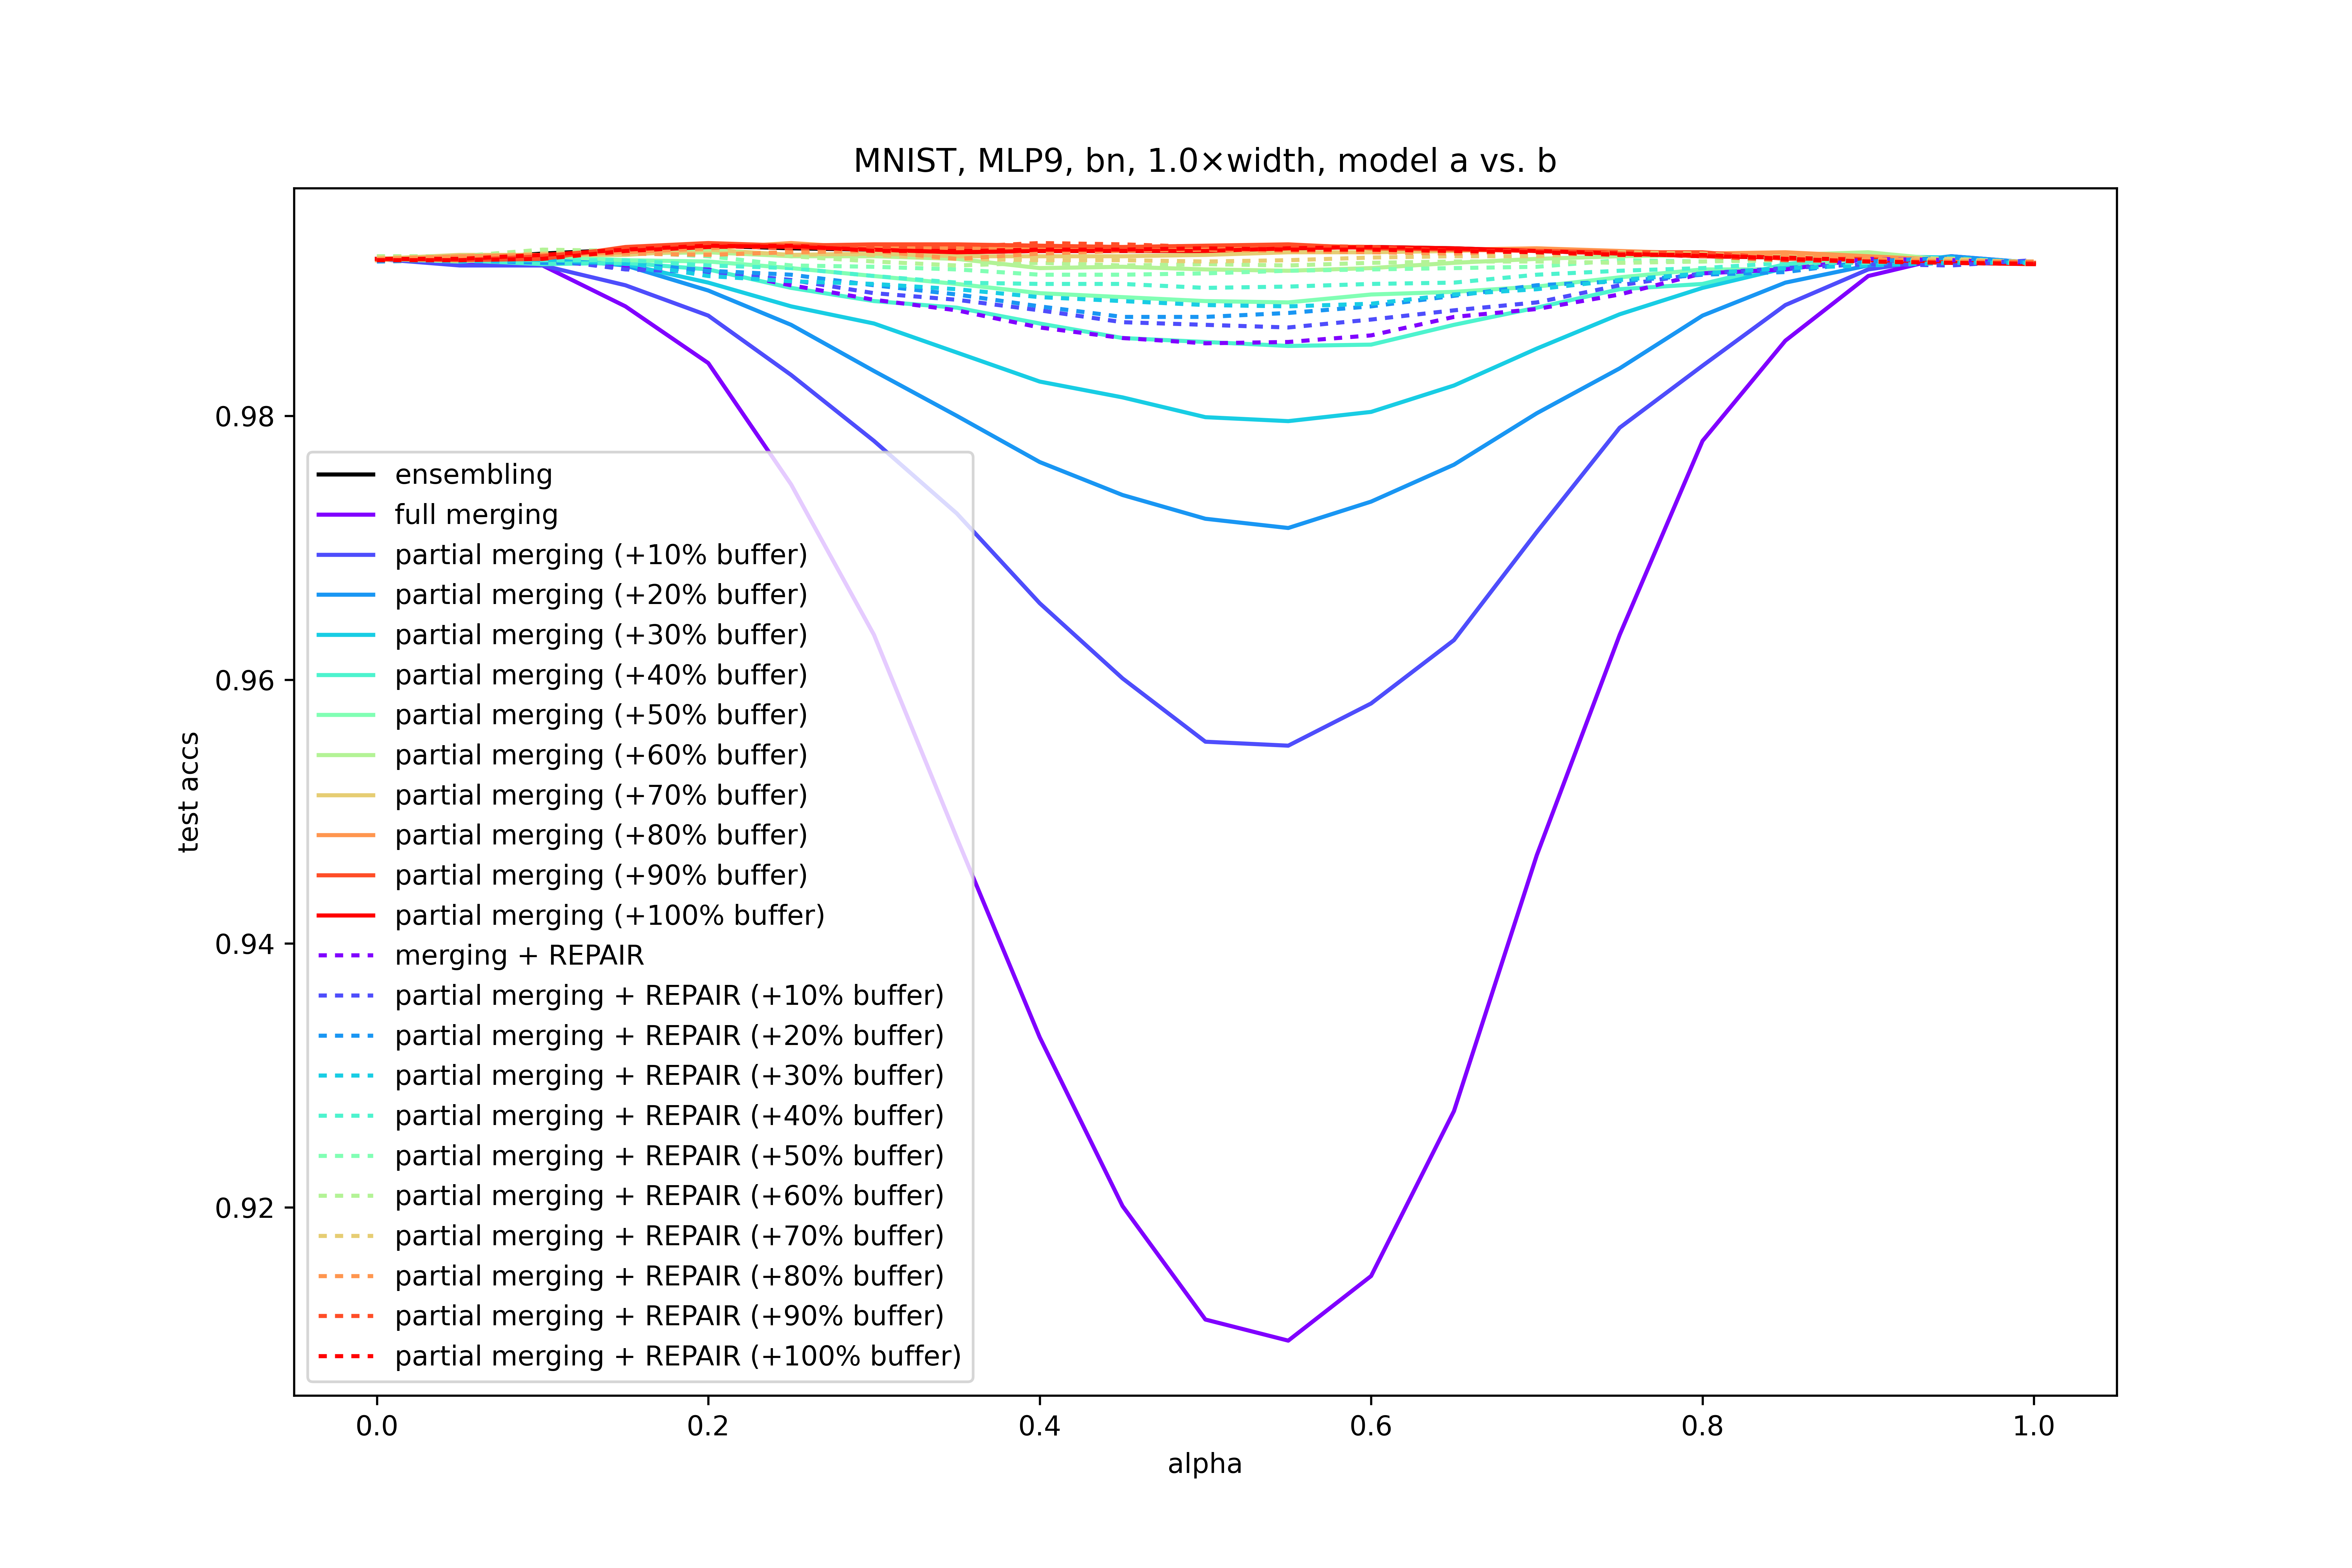 MNIST, MLP9, bn, 1.0×width, model a vs. b
test accs
0.98
0.96
0.94
0.92
ensembling
full merging
partial merging (+10% buffer)
partial merging (+20% buffer)
partial merging (+30% buffer)
partial merging (+40% buffer)
partial merging (+50% buffer)
partial merging (+60% buffer)
partial merging (+70% buffer)
partial merging (+80% buffer)
partial merging (+90% buffer)
partial merging (+100% buffer)
merging + REPAIR
partial merging + REPAIR (+10% buffer)
partial merging + REPAIR (+20% buffer)
partial merging + REPAIR (+30% buffer)
partial merging + REPAIR (+40% buffer)
partial merging + REPAIR (+50% buffer)
partial merging + REPAIR (+60% buffer)
partial merging + REPAIR (+70% buffer)
partial merging + REPAIR (+80% buffer)
partial merging + REPAIR (+90% buffer)
partial merging + REPAIR (+100% buffer)
0.0 0.2 0.4 0.6 0.8 1.0
alpha